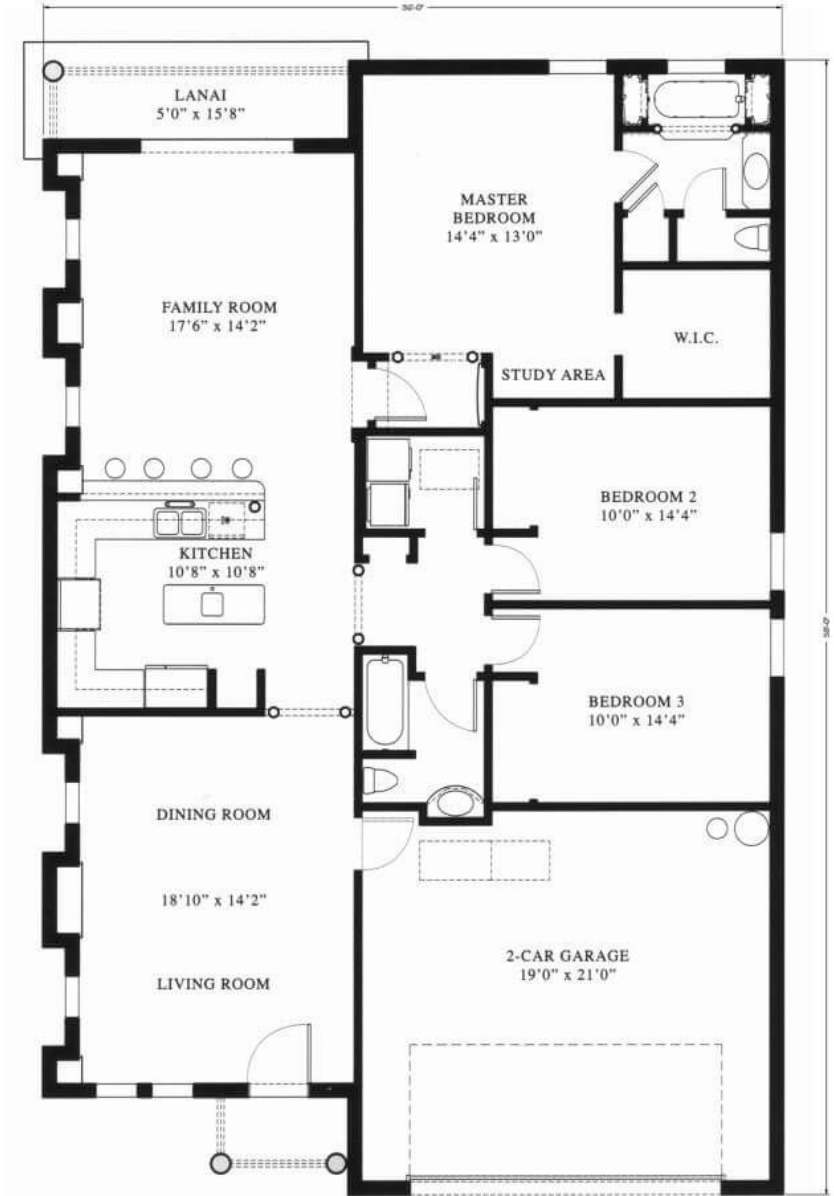 LANAI
5'0" x 15'8"
MASTER
BEDROOM
14'4" x 13'0"
FAMILY ROOM
17'6" x 14'2"
W.I.C.
STUDY AREA
BEDROOM 2
10'0" x 14'4"
KITCHEN
10'8" x 10'8"
BEDROOM 3
10'0" x 14'4"
DINING ROOM
18'10" x 14'2"
LIVING ROOM
2-CAR GARAGE
19'0" x 21'0"